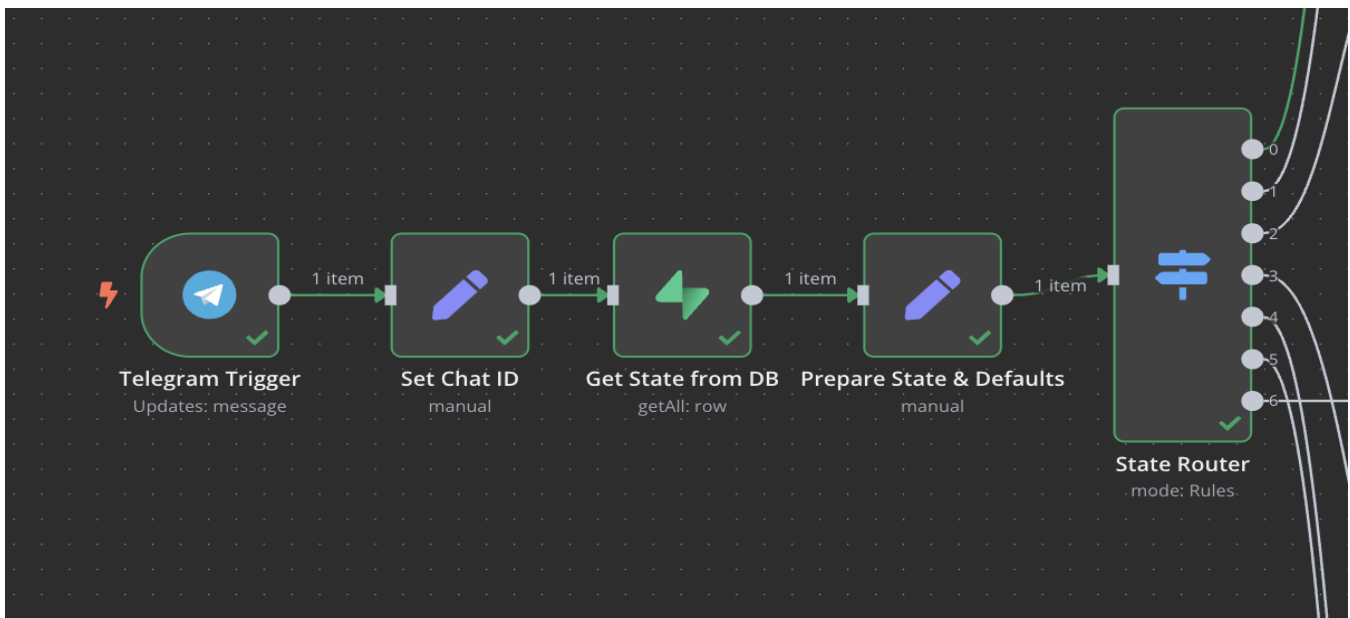 1 item
1 item
1 item
1 item
Telegram Trigger
Updates: message
Set Chat ID
manual
Get State from DB
getAll: row
Prepare State & Defaults
manual
0
1
2
3
4
5
6
State Router
mode: Rules